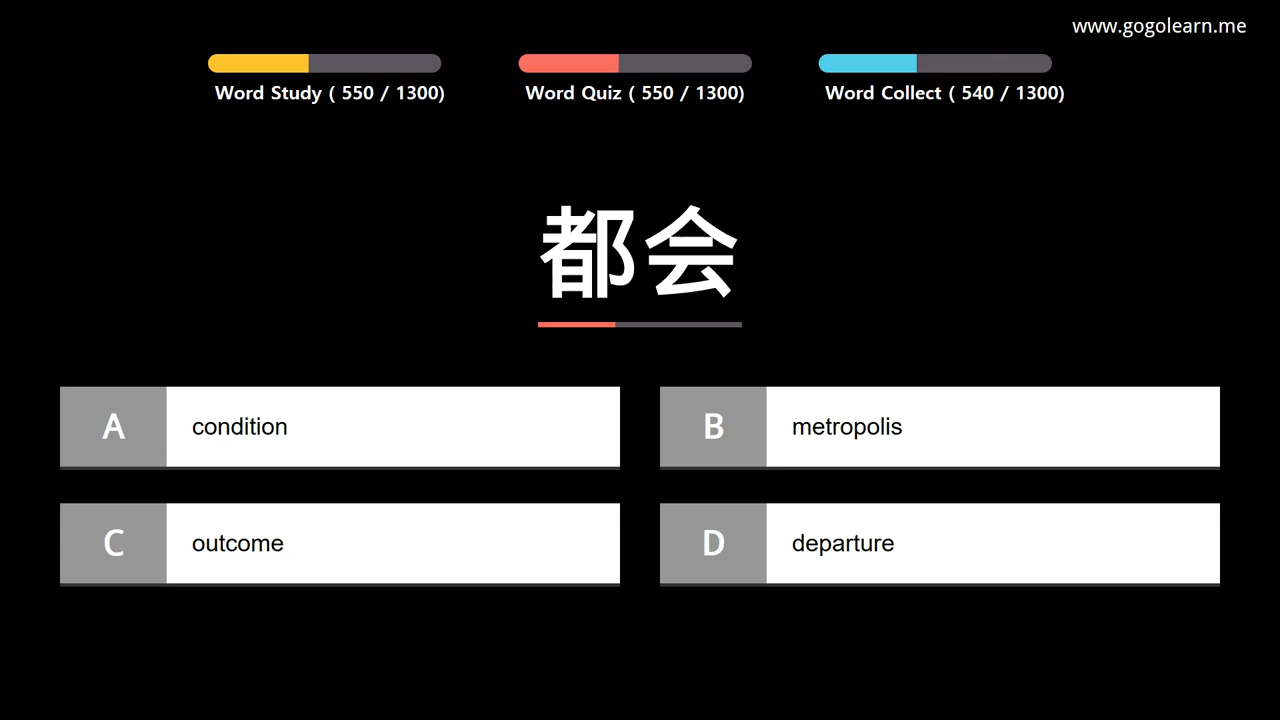 www.gogolearn.me
Word Study ( 550 / 1300)
Word Quiz ( 550 / 1300)
Word Collect ( 540 / 1300)
都会
A condition
B metropolis
C outcome
D departure